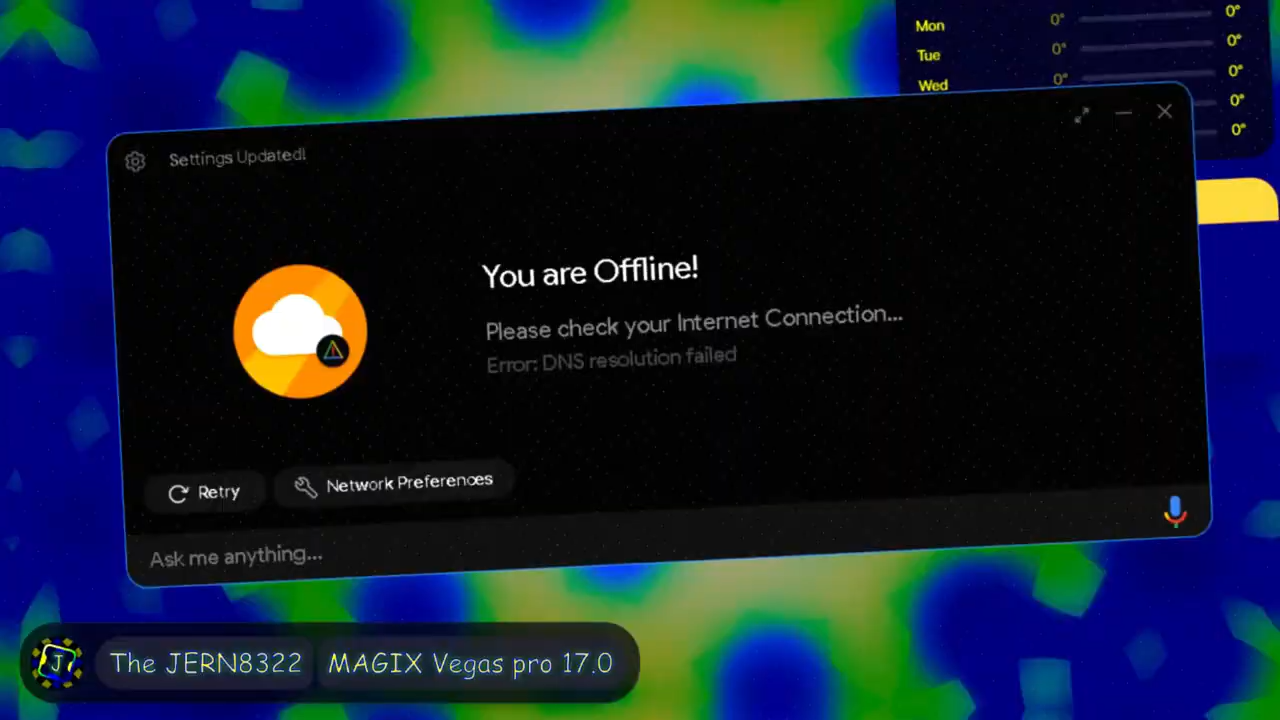 Mon 0° 0°
Tue 0° 0°
Wed 0° 0°
0°
0°
Settings Updated!
You are Offline!
Please check your Internet Connection...
Error: DNS resolution failed
Retry
Network Preferences
Ask me anything...
J
The JERN8322
MAGIX Vegas pro 17.0